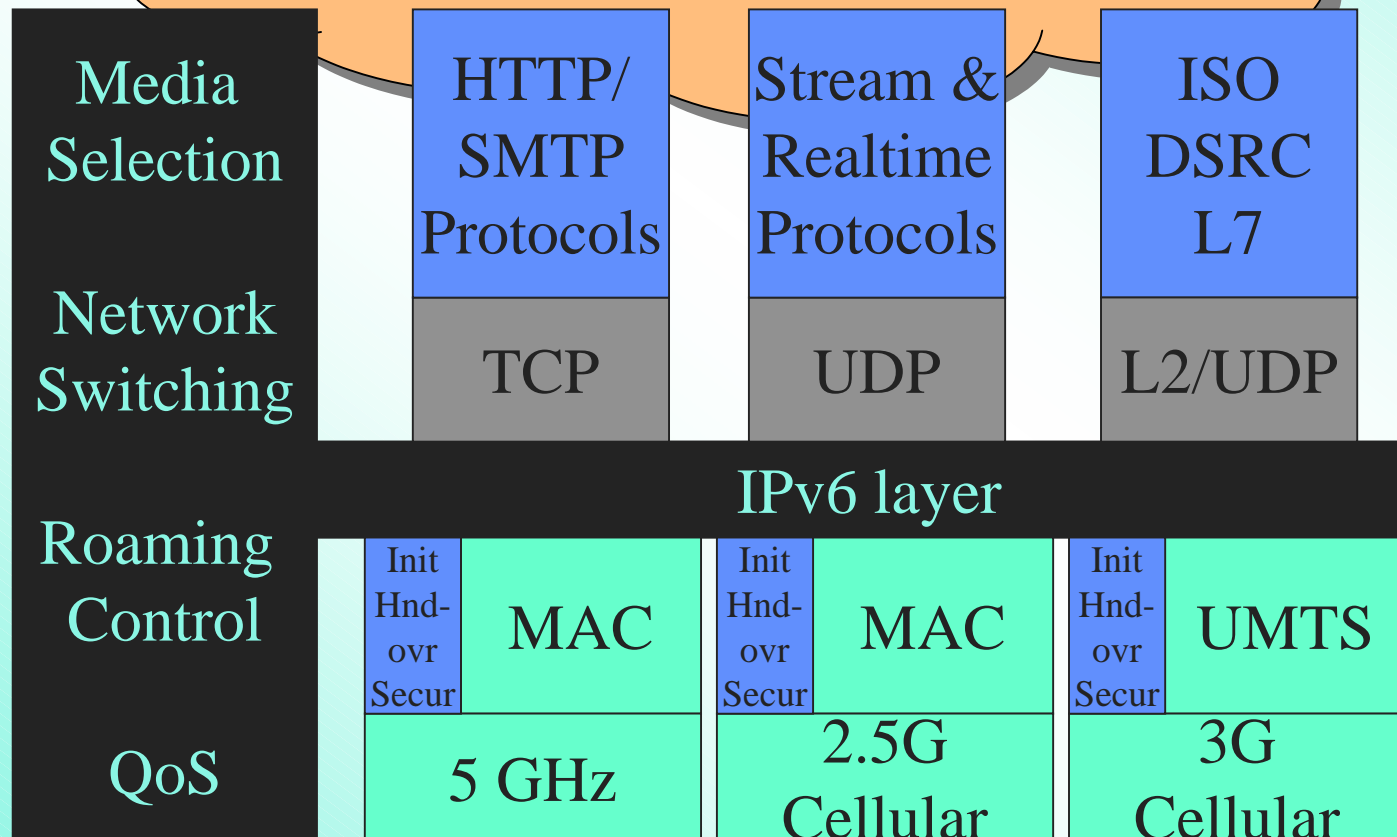 Media
Selection
Network
Switching
Roaming
Control
QoS
HTTP/
SMTP
Protocols
Stream &
Realtime
Protocols
ISO
DSRC
L7
TCP
UDP
L2/UDP
IPv6 layer
Init
Hnd-
ovr
Secur
MAC
Init
Hnd-
ovr
Secur
MAC
Init
Hnd-
ovr
Secur
UMTS
5 GHz
2.5G
Cellular
3G
Cellular